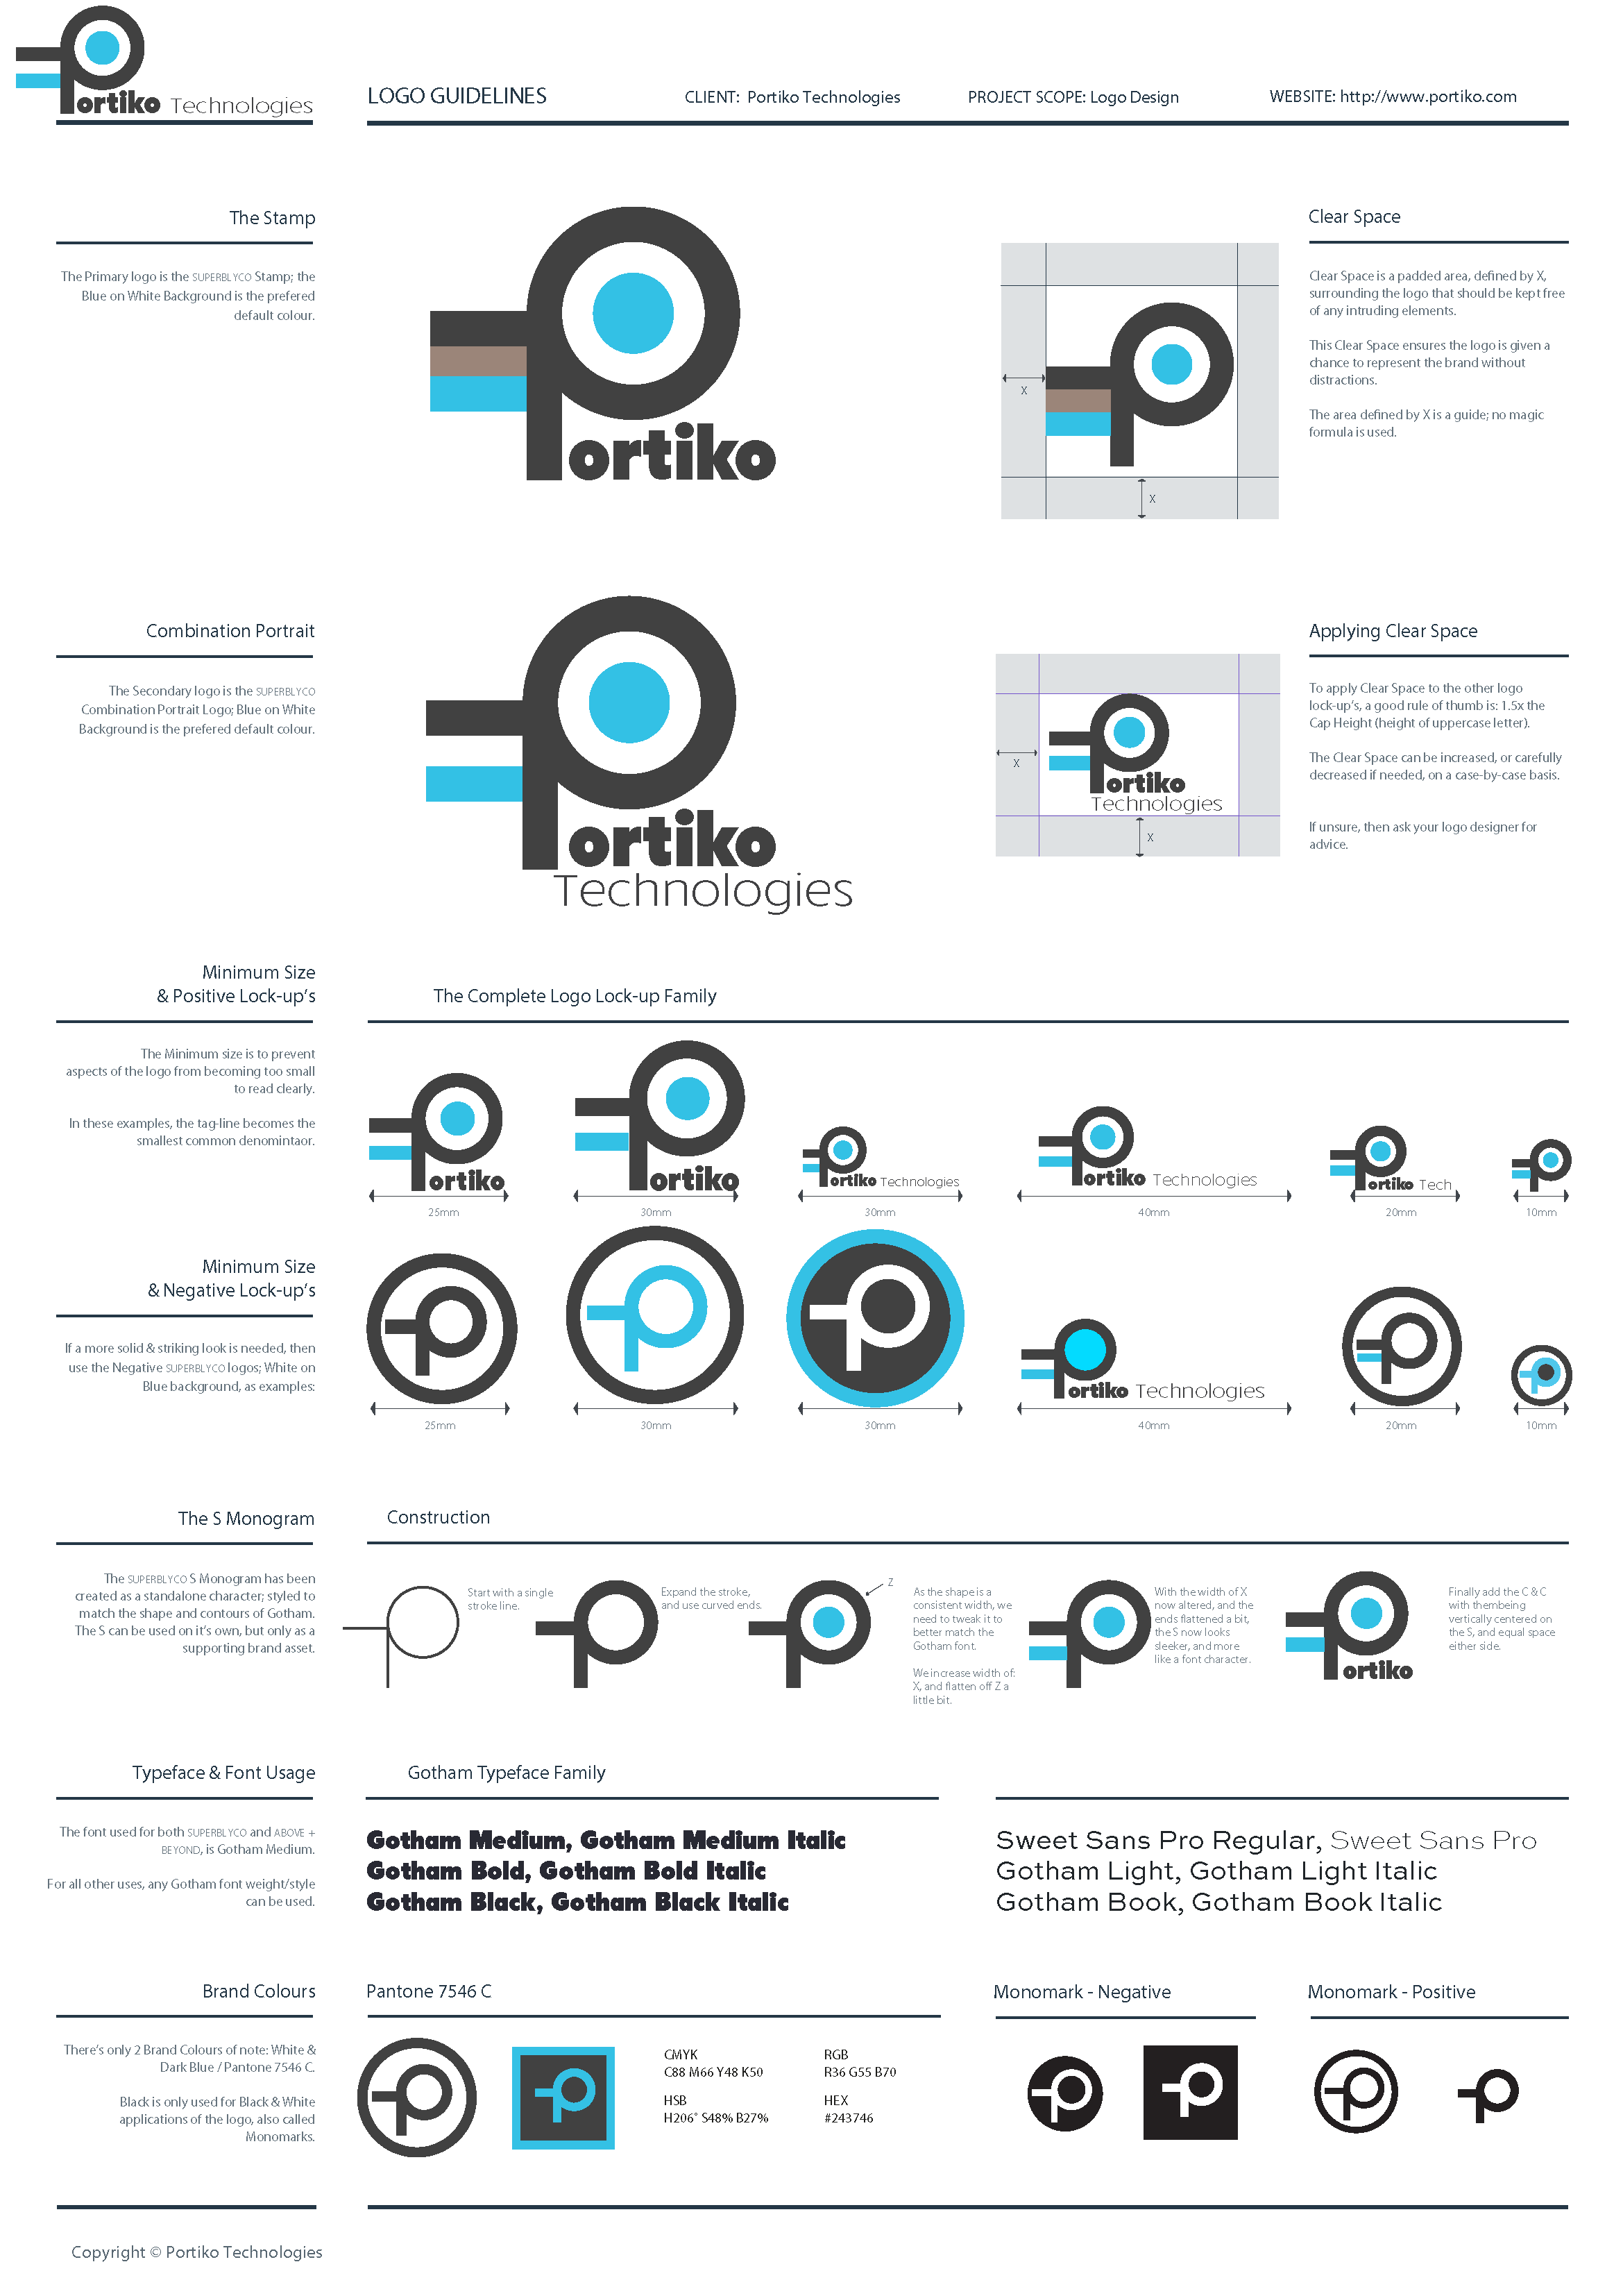 ortiko Technologies
LOGO GUIDELINES
CLIENT: Portiko Technologies
PROJECT SCOPE: Logo Design
WEBSITE: http://www.portiko.com
The Stamp
The Primary logo is the SUPERBLYCO Stamp; the
Blue on White Background is the prefered
default colour.
ortiko
X
X
Clear Space
Clear Space is a padded area, defined by X,
surrounding the logo that should be kept free
of any intruding elements.
This Clear Space ensures the logo is given a
chance to represent the brand without
distractions.
The area defined by X is a guide; no magic
formula is used.
Combination Portrait
The Secondary logo is the SUPERBLYCO
Combination Portrait Logo; Blue on White
Background is the prefered default colour.
ortiko
Technologies
X
ortiko
Technologies
X
Applying Clear Space
To apply Clear Space to the other logo
lock-up's, a good rule of thumb is: 1.5x the
Cap Height (height of uppercase letter).
The Clear Space can be increased, or carefully
decreased if needed, on a case-by-case basis.
If unsure, then ask your logo designer for
advice.
Minimum Size
& Positive Lock-up's
The Minimum size is to prevent
aspects of the logo from becoming too small
to read clearly.
In these examples, the tag-line becomes the
smallest common denomintaor.
The Complete Logo Lock-up Family
ortiko
25mm
ortiko
30mm
ortiko Technologies
30mm
ortiko Technologies
40mm
ortiko Tech
20mm
10mm
Minimum Size
& Negative Lock-up's
If a more solid & striking look is needed, then
use the Negative SUPERBLYCO logos; White on
Blue background, as examples:
25mm
30mm
30mm
ortiko Technologies
40mm
20mm
10mm
The S Monogram
The SUPERBLYCO S Monogram has been
created as a standalone character; styled to
match the shape and contours of Gotham.
The S can be used on it's own, but only as a
supporting brand asset.
Construction
Start with a single
stroke line.
Expand the stroke,
and use curved ends.
Z
As the shape is a
consistent width, we
need to tweak it to
better match the
Gotham font.
We increase width of:
X, and flatten off Z a
little bit.
With the width of X
now altered, and the
ends flattened a bit,
the S now looks
sleeker, and more
like a font character.
ortiko
Finally add the C & C
with thembeing
vertically centered on
the S, and equal space
either side.
Typeface & Font Usage
The font used for both SUPERBLYCO and ABOVE +
BEYOND, is Gotham Medium.
For all other uses, any Gotham font weight/style
can be used.
Gotham Typeface Family
Gotham Medium, Gotham Medium Italic
Gotham Bold, Gotham Bold Italic
Gotham Black, Gotham Black Italic
Sweet Sans Pro Regular, Sweet Sans Pro
Gotham Light, Gotham Light Italic
Gotham Book, Gotham Book Italic
Brand Colours
There's only 2 Brand Colours of note: White &
Dark Blue / Pantone 7546 C.
Black is only used for Black & White
applications of the logo, also called
Monomarks.
Pantone 7546 C
CMYK
C88 M66 Y48 K50
HSB
H206° S48% B27%
RGB
R36 G55 B70
HEX
#243746
Monomark - Negative
Monomark - Positive
Copyright © Portiko Technologies